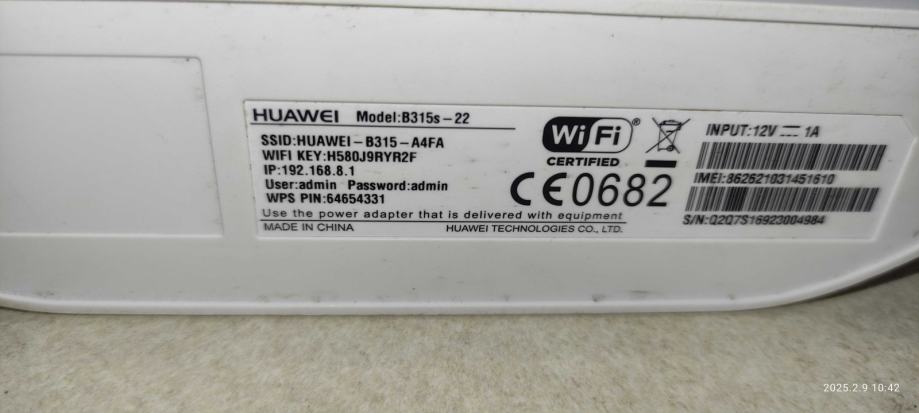 HUAWEI Model:B315s-22
SSID:HUAWEI-B315-A4FA
WIFI KEY:H580J9RYR2F
IP:192.168.8.1
User:admin Password:admin
WPS PIN:64654331
Use the power adapter that is delivered with equipment
MADE IN CHINA HUAWEI TECHNOLOGIES CO., LTD.
Wi Fi ®
CERTIFIED
CE0682
INPUT:12V ⎓ 1A
IMEI:862621031451610
S/N:Q2Q7S16923004984
2025.2.9 10:42